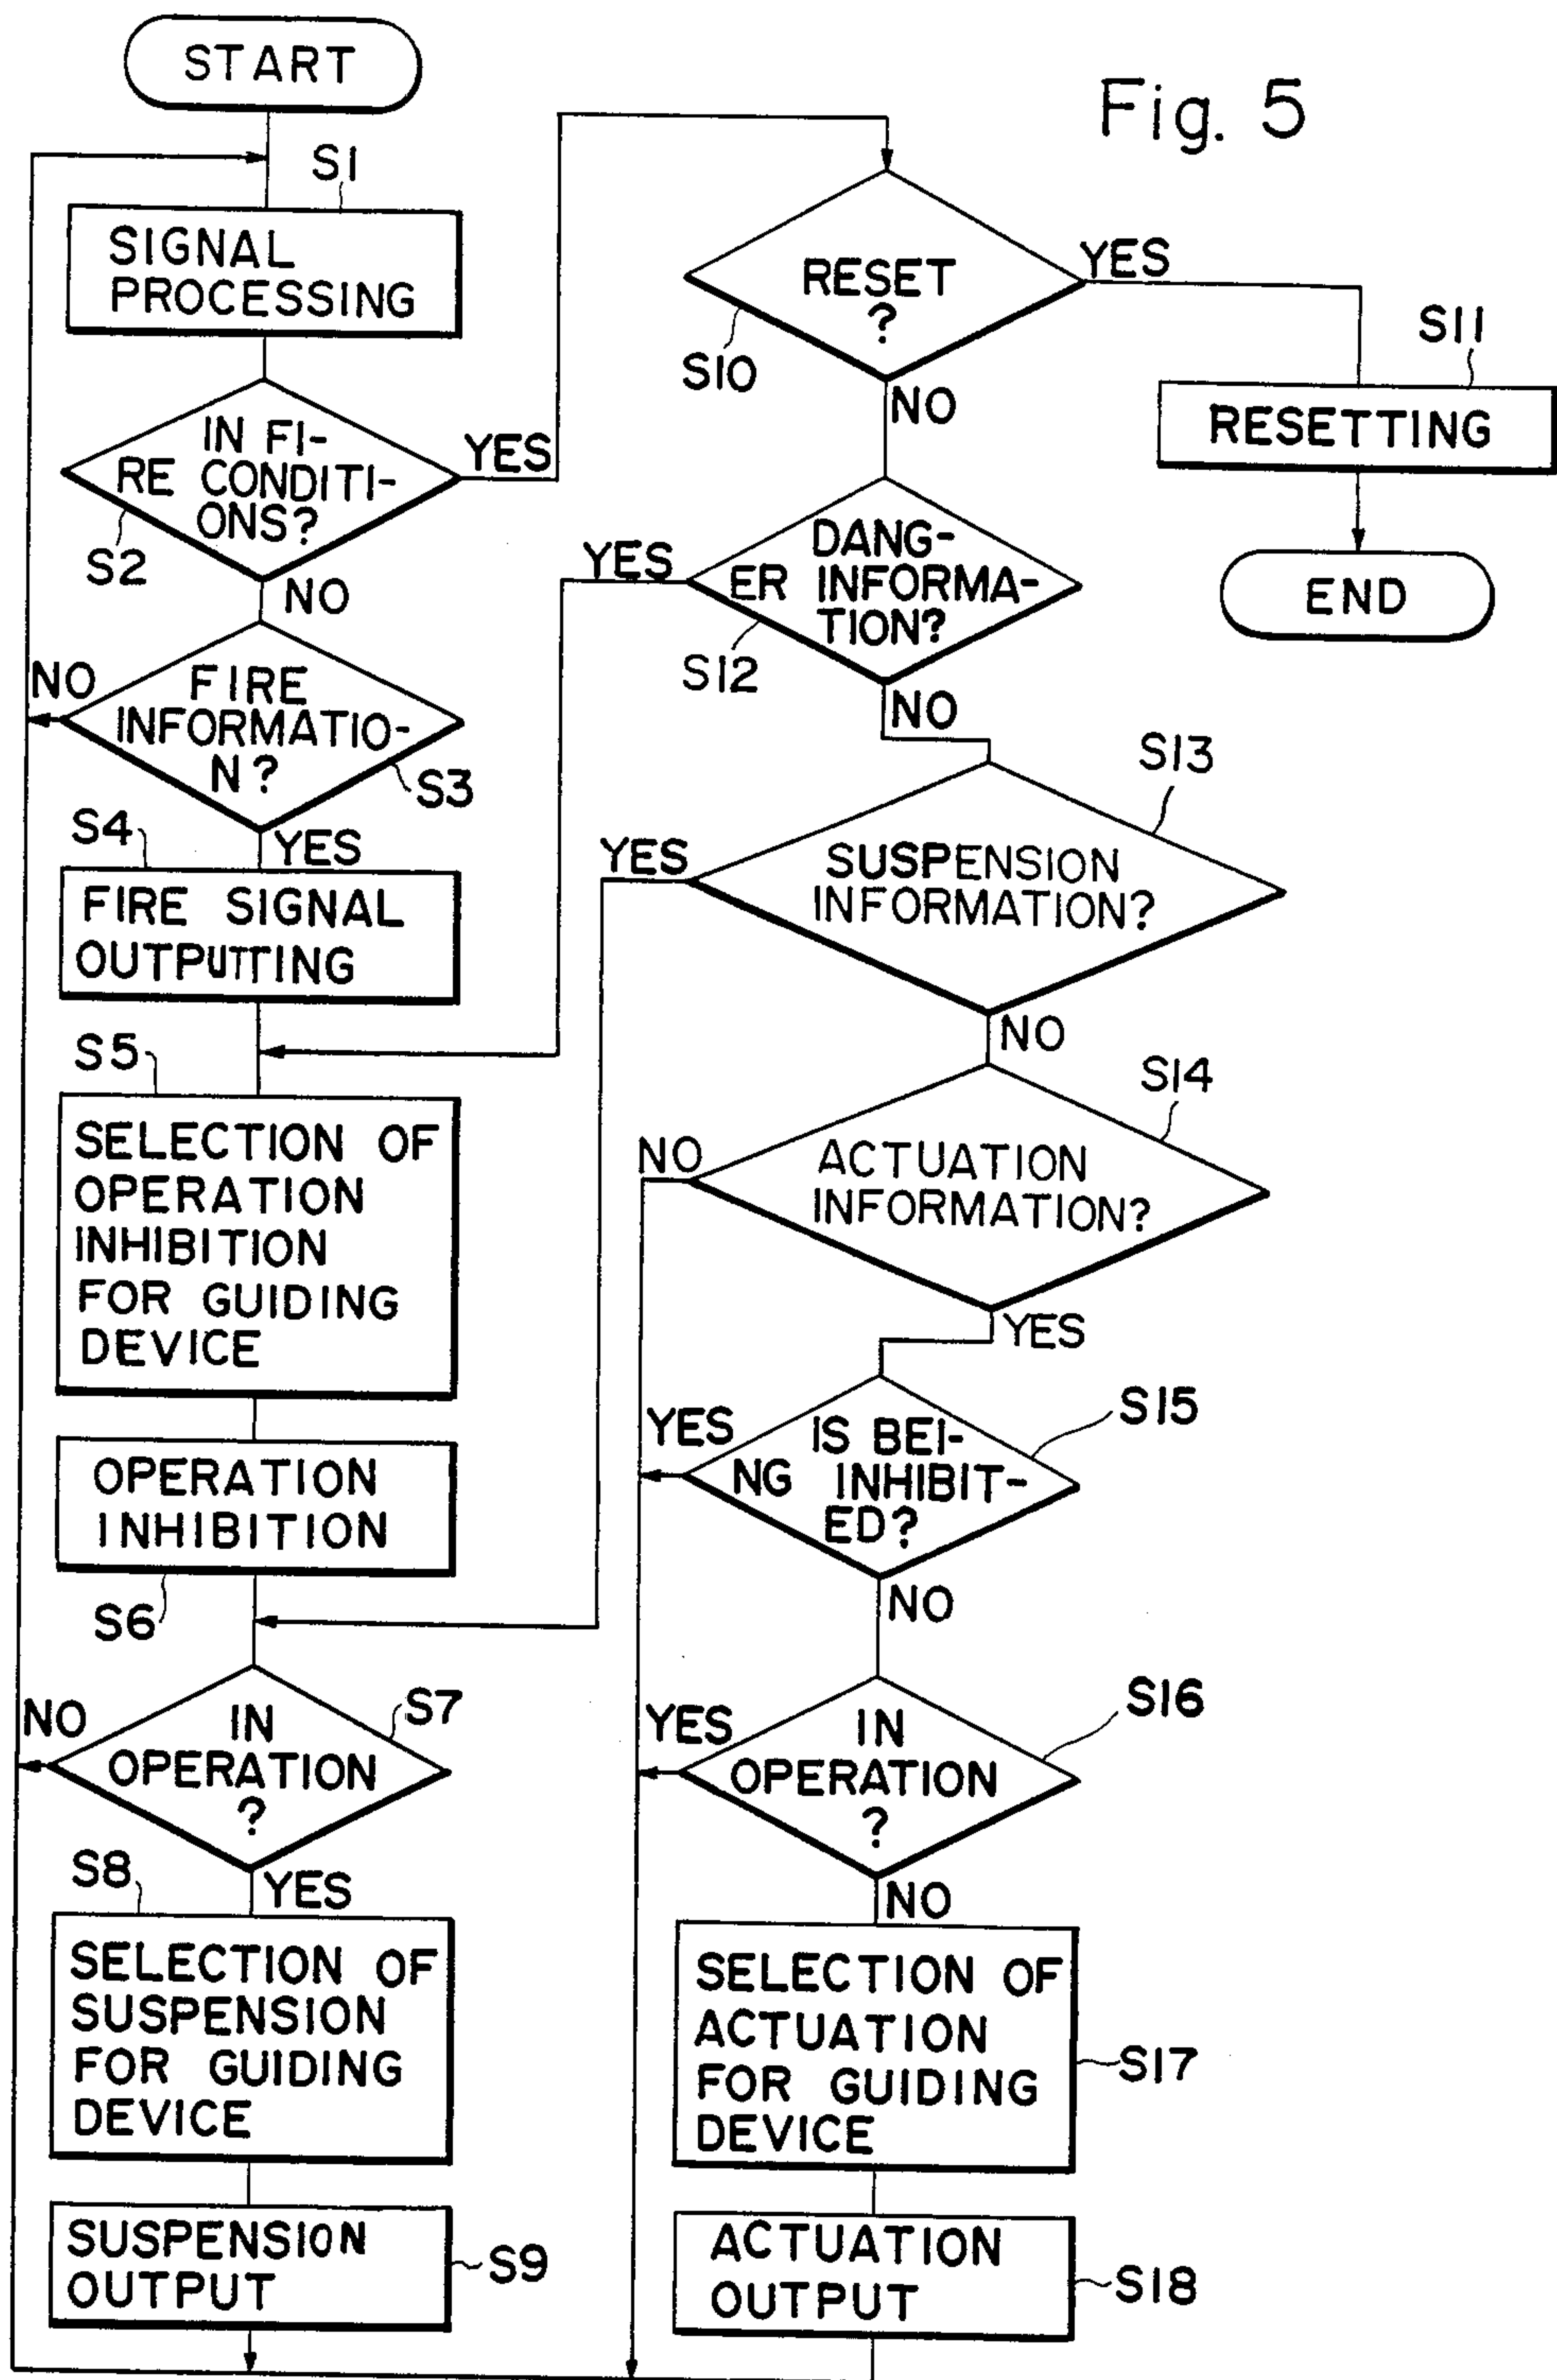 START
Fig. 5
S1
SIGNAL
PROCESSING
IN FI-
RE CONDITI-
ONS?
YES
S2
NO
FIRE
INFORMATIO-
N?
NO
S3
S4
YES
FIRE SIGNAL
OUTPUTTING
S5
SELECTION OF
OPERATION
INHIBITION
FOR GUIDING
DEVICE
OPERATION
INHIBITION
S6
NO
IN
OPERATION
?
S7
S8
YES
SELECTION OF
SUSPENSION
FOR GUIDING
DEVICE
SUSPENSION
OUTPUT
S9
RESET
?
YES
S10
NO
S11
RESETTING
END
YES
DANG-
ER INFORMA-
TION?
S12
NO
S13
YES
SUSPENSION
INFORMATION?
NO
S14
NO
ACTUATION
INFORMATION?
YES
S15
YES
IS BEI-
NG INHIBIT-
ED?
NO
S16
YES
IN
OPERATION
?
NO
SELECTION OF
ACTUATION
FOR GUIDING
DEVICE
S17
ACTUATION
OUTPUT
S18